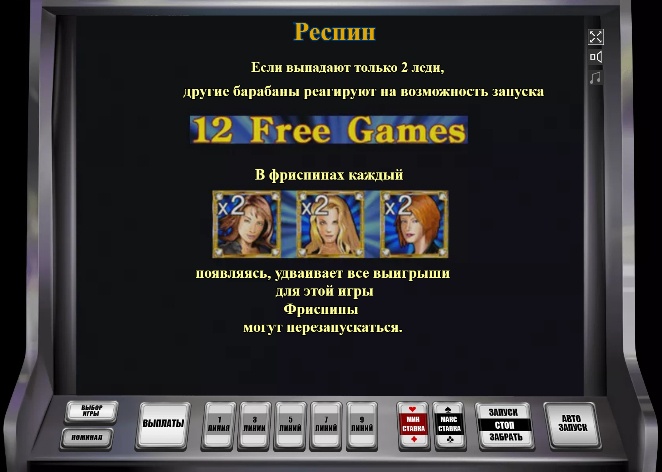 Респин
Если выпадают только 2 леди,
другие барабаны реагируют на возможность запуска
12 Free Games
В фриспинах каждый
x2 x2 x2
появляясь, удваивает все выигрыши
для этой игры
Фриспины
могут перезапускаться.
ВЫБОР
ИГРЫ
НОМИНАЛ
ВЫПЛАТЫ
1
ЛИНИЯ
3
ЛИНИИ
5
ЛИНИЙ
7
ЛИНИЙ
9
ЛИНИЙ
МИН
СТАВКА
МАКС
СТАВКА
ЗАПУСК
СТОП
ЗАБРАТЬ
АВТО
ЗАПУСК